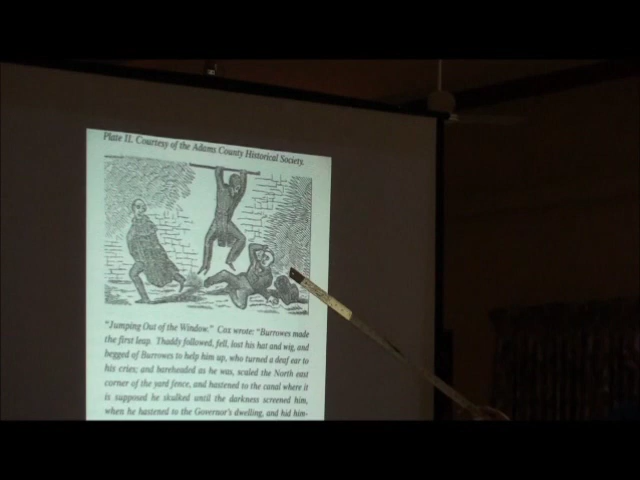 Plate II. Courtesy of the Adams County Historical Society.
"Jumping Out of the Window." Cox wrote: "Burrowes made
the first leap. Thaddy followed, fell, lost his hat and wig, and
begged of Burrowes to help him up, who turned a deaf ear to
his cries; and bareheaded as he was, scaled the North east
corner of the yard fence, and hastened to the canal where it
is supposed he skulked until the darkness screened him,
when he hastened to the Governor's dwelling, and hid him-